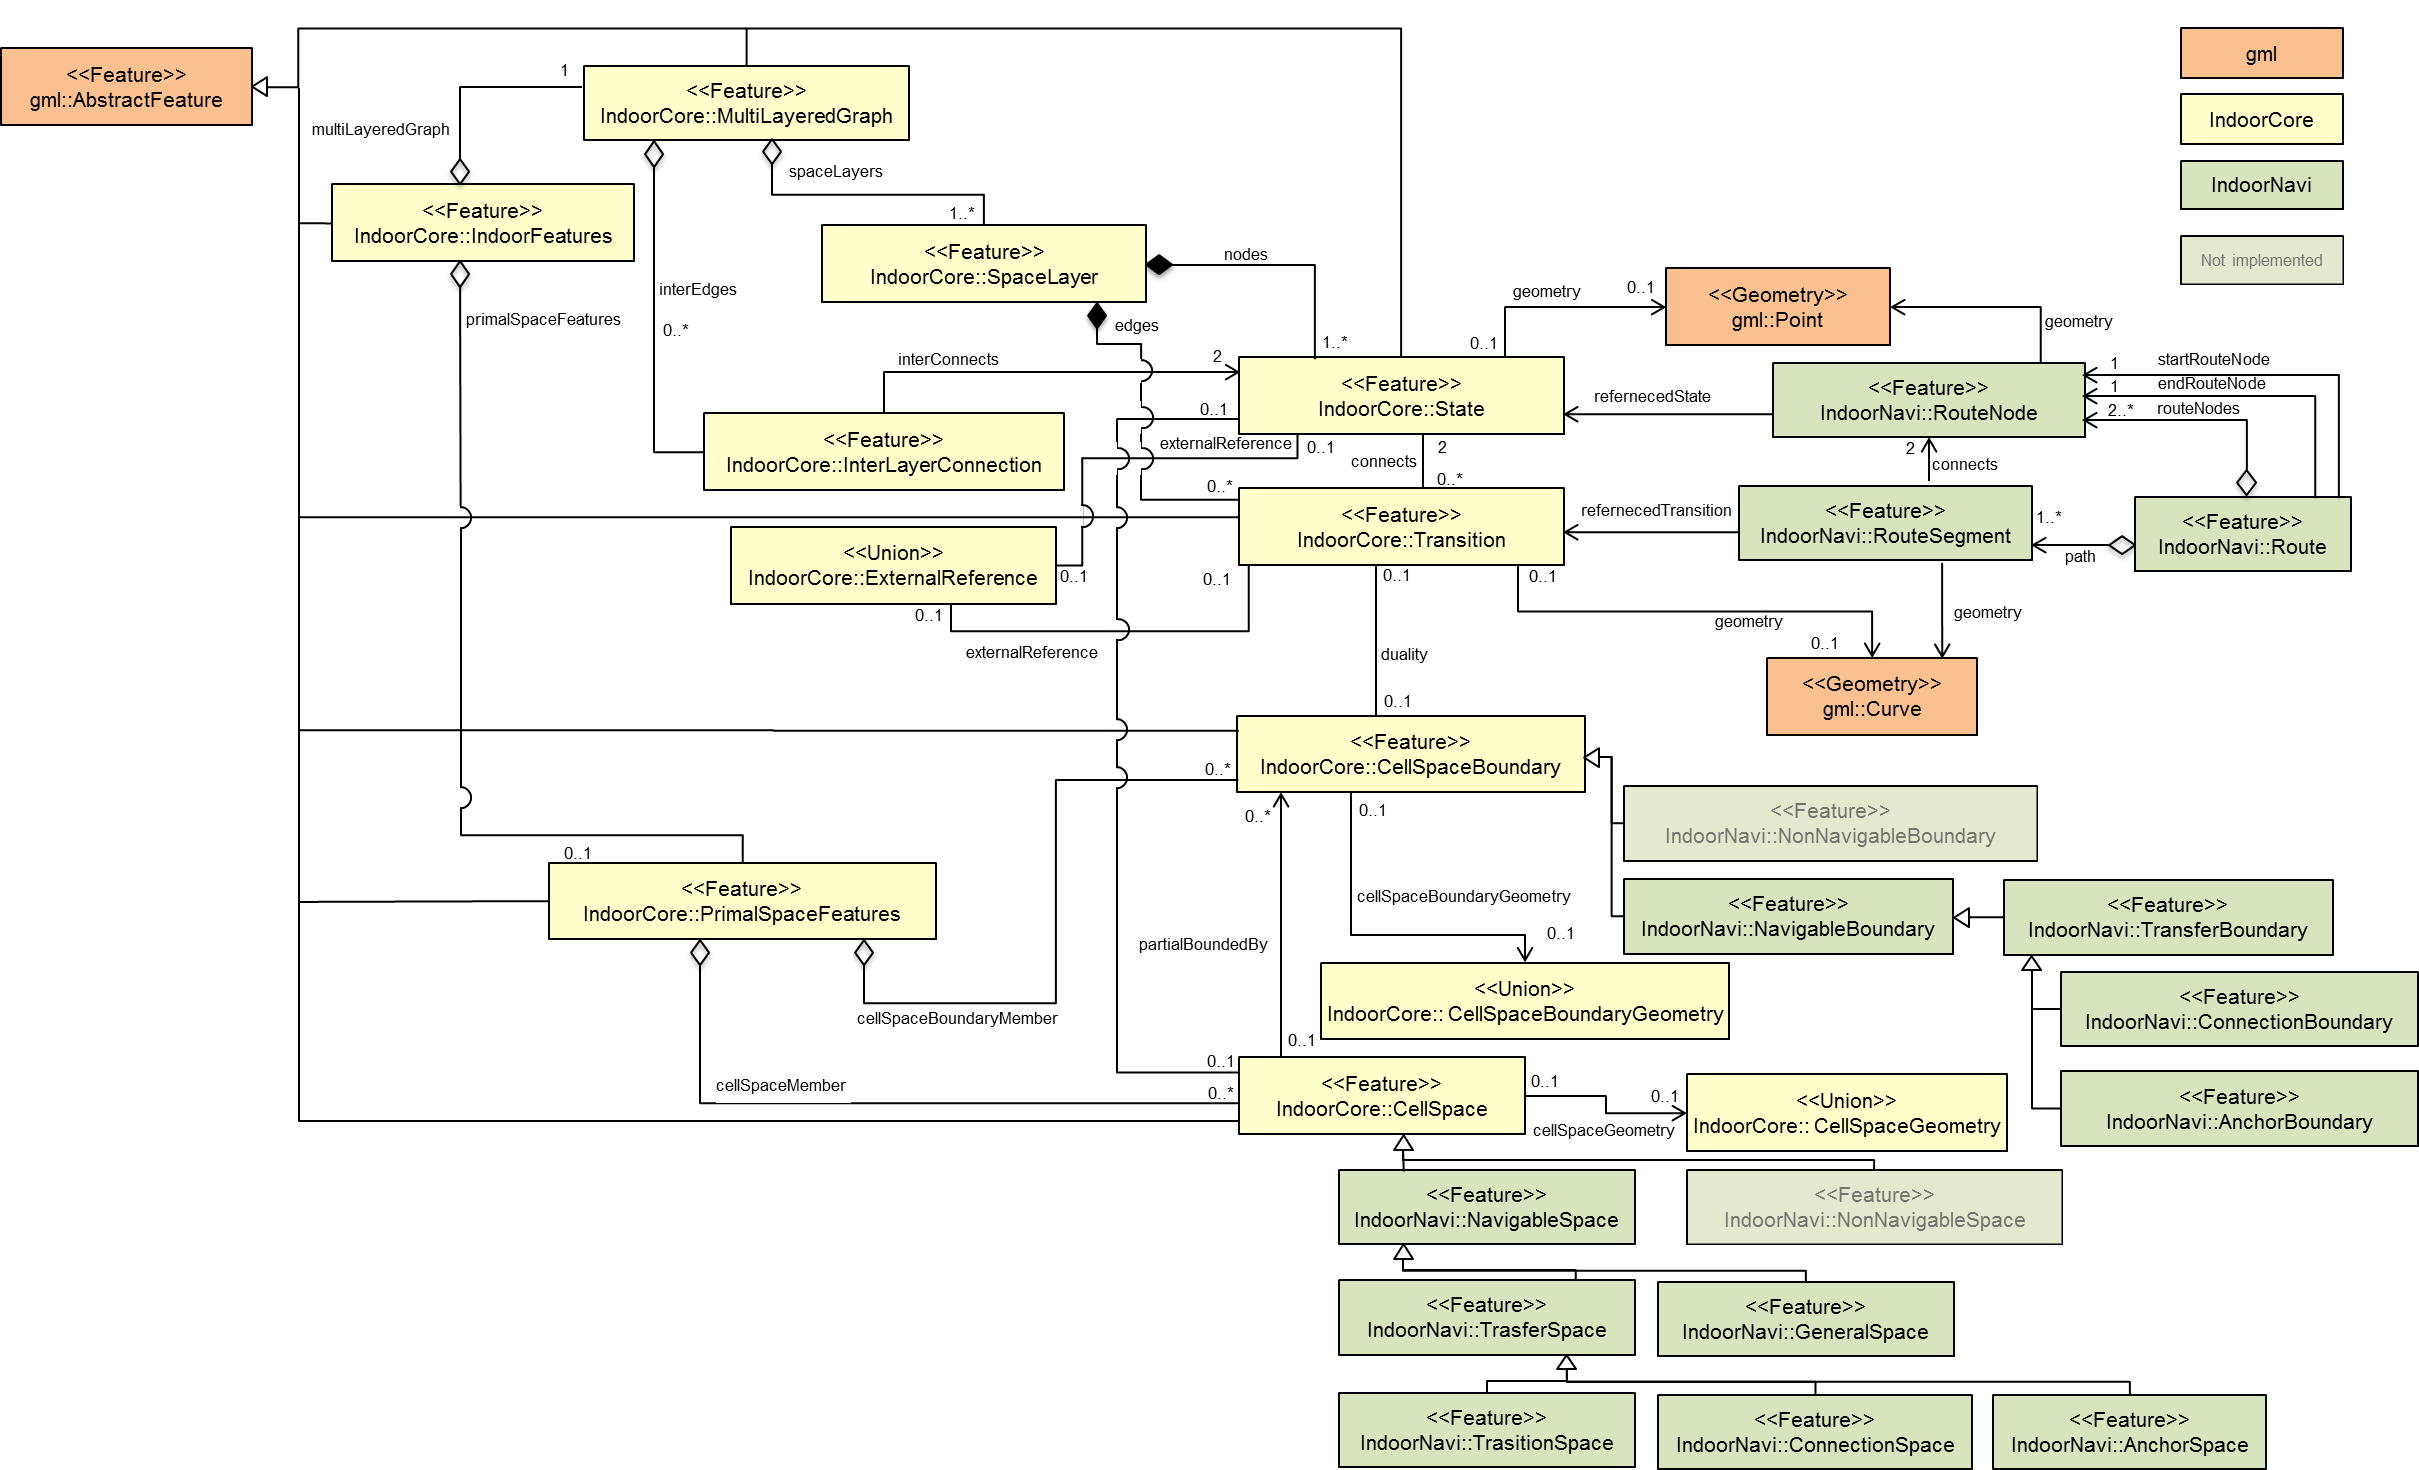 <<Feature>>
gml::AbstractFeature
1
multiLayeredGraph
<<Feature>>
IndoorCore::MultiLayeredGraph
spaceLayers
1..*
<<Feature>>
IndoorCore::IndoorFeatures
primalSpaceFeatures
interEdges
0..*
<<Feature>>
IndoorCore::SpaceLayer
nodes
1..*
edges
interConnects
2
<<Feature>>
IndoorCore::InterLayerConnection
gml
IndoorCore
IndoorNavi
Not implemented
geometry
0..1
0..1
<<Geometry>>
gml::Point
geometry
<<Feature>>
IndoorCore::State
0..1
externalReference
0..1
connects
2
0..*
0..*
refernecedState
<<Feature>>
IndoorNavi::RouteNode
1
startRouteNode
1
endRouteNode
2..*
routeNodes
2
connects
<<Feature>>
IndoorCore::Transition
refernecedTransition
<<Feature>>
IndoorNavi::RouteSegment
1..*
path
<<Feature>>
IndoorNavi::Route
<<Union>>
IndoorCore::ExternalReference
0..1
0..1
0..1
externalReference
0..1
0..1
geometry
0..1
geometry
duality
0..1
<<Geometry>>
gml::Curve
<<Feature>>
IndoorCore::CellSpaceBoundary
0..*
0..*
0..1
<<Feature>>
IndoorNavi::NonNavigableBoundary
0..1
<<Feature>>
IndoorCore::PrimalSpaceFeatures
cellSpaceBoundaryGeometry
0..1
partialBoundedBy
<<Feature>>
IndoorNavi::NavigableBoundary
<<Feature>>
IndoorNavi::TransferBoundary
<<Union>>
IndoorCore:: CellSpaceBoundaryGeometry
<<Feature>>
IndoorNavi::ConnectionBoundary
cellSpaceBoundaryMember
0..1
0..1
cellSpaceMember
0..*
<<Feature>>
IndoorCore::CellSpace
0..1
0..1
cellSpaceGeometry
<<Union>>
IndoorCore:: CellSpaceGeometry
<<Feature>>
IndoorNavi::AnchorBoundary
<<Feature>>
IndoorNavi::NavigableSpace
<<Feature>>
IndoorNavi::NonNavigableSpace
<<Feature>>
IndoorNavi::TrasferSpace
<<Feature>>
IndoorNavi::GeneralSpace
<<Feature>>
IndoorNavi::TrasitionSpace
<<Feature>>
IndoorNavi::ConnectionSpace
<<Feature>>
IndoorNavi::AnchorSpace